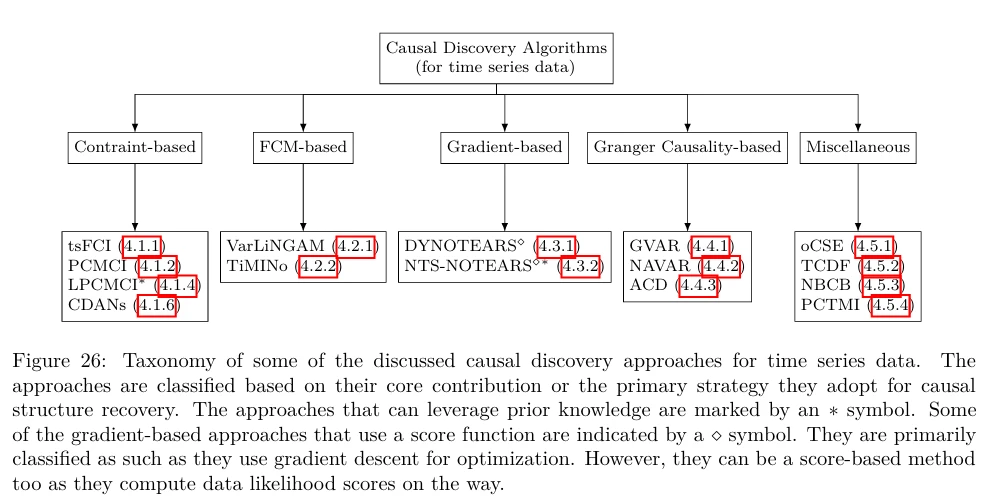 Causal Discovery Algorithms
(for time series data)
Contraint-based
FCM-based
Gradient-based
Granger Causality-based
Miscellaneous
tsFCI (4.1.1)
PCMCI (4.1.2)
LPCMCI* (4.1.4)
CDANs (4.1.6)
VarLiNGAM (4.2.1)
TiMINo (4.2.2)
DYNOTEARS⋄ (4.3.1)
NTS-NOTEARS⋄* (4.3.2)
GVAR (4.4.1)
NAVAR (4.4.2)
ACD (4.4.3)
oCSE (4.5.1)
TCDF (4.5.2)
NBCB (4.5.3)
PCTMI (4.5.4)
Figure 26: Taxonomy of some of the discussed causal discovery approaches for time series data. The
approaches are classified based on their core contribution or the primary strategy they adopt for causal
structure recovery. The approaches that can leverage prior knowledge are marked by an * symbol. Some
of the gradient-based approaches that use a score function are indicated by a ⋄ symbol. They are primarily
classified as such as they use gradient descent for optimization. However, they can be a score-based method
too as they compute data likelihood scores on the way.